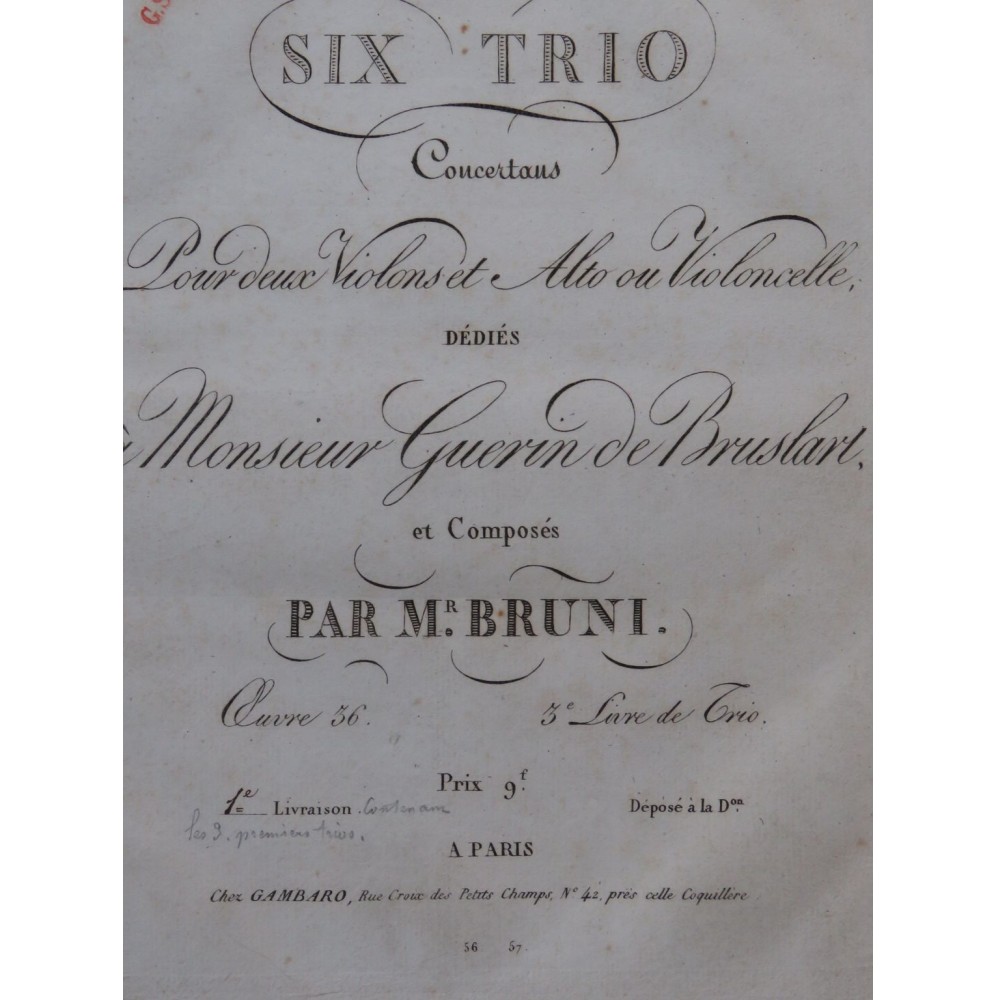 G.S
SIX TRIO
Concertans
Pour deux Violons et Alto ou Violoncelle,
DÉDIÉS
à Monsieur Guerin de Bruslart,
et Composés
PAR MR. BRUNI.
Œuvre 36. 3e Livre de Trio.
Prix 9f.
1e Livraison. Contenant
les 3. premiers trios.
Déposé à la Don.
A PARIS
Chez GAMBARO, Rue Croix des Petits Champs, No 42, près celle Coquillère
56 57.